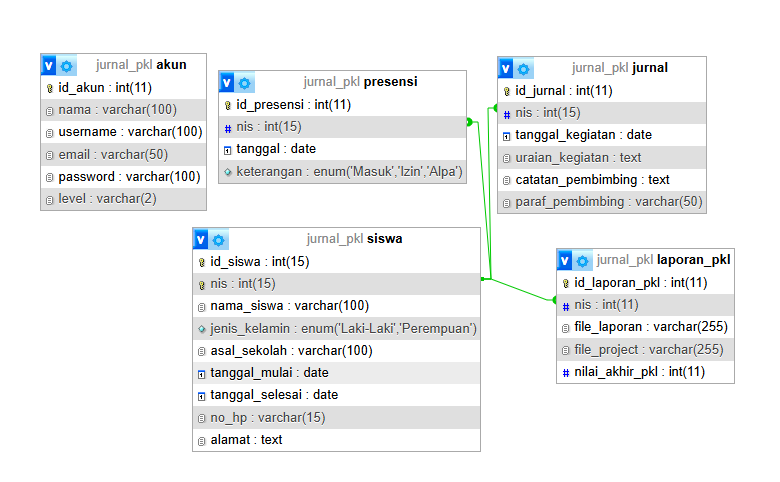 jurnal_pkl akun
id_akun : int(11)
nama : varchar(100)
username : varchar(100)
email : varchar(50)
password : varchar(100)
level : varchar(2)
jurnal_pkl presensi
id_presensi : int(11)
nis : int(15)
tanggal : date
keterangan : enum('Masuk','Izin','Alpa')
jurnal_pkl jurnal
id_jurnal : int(11)
nis : int(15)
tanggal_kegiatan : date
uraian_kegiatan : text
catatan_pembimbing : text
paraf_pembimbing : varchar(50)
jurnal_pkl siswa
id_siswa : int(15)
nis : int(15)
nama_siswa : varchar(100)
jenis_kelamin : enum('Laki-Laki','Perempuan')
asal_sekolah : varchar(100)
tanggal_mulai : date
tanggal_selesai : date
no_hp : varchar(15)
alamat : text
jurnal_pkl laporan_pkl
id_laporan_pkl : int(11)
nis : int(11)
file_laporan : varchar(255)
file_project : varchar(255)
nilai_akhir_pkl : int(11)